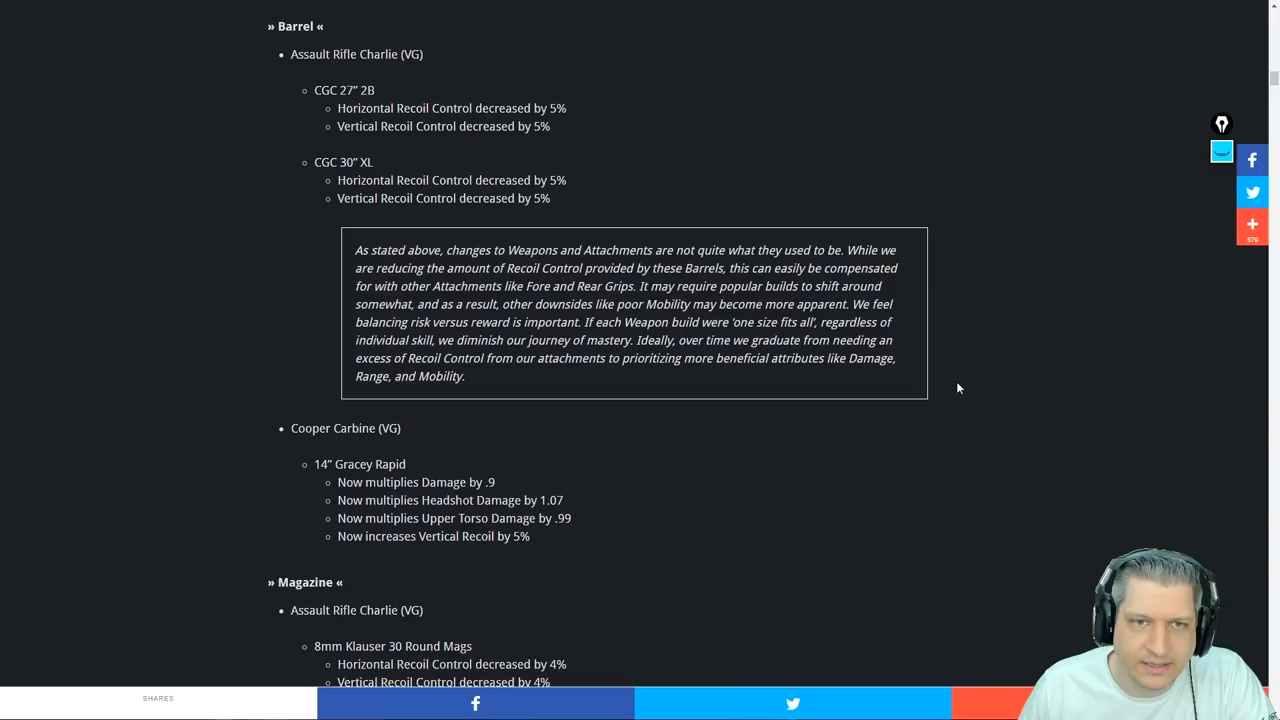 » Barrel «
• Assault Rifle Charlie (VG)
○ CGC 27” 2B
○ Horizontal Recoil Control decreased by 5%
○ Vertical Recoil Control decreased by 5%
○ CGC 30” XL
○ Horizontal Recoil Control decreased by 5%
○ Vertical Recoil Control decreased by 5%
As stated above, changes to Weapons and Attachments are not quite what they used to be. While we
are reducing the amount of Recoil Control provided by these Barrels, this can easily be compensated
for with other Attachments like Fore and Rear Grips. It may require popular builds to shift around
somewhat, and as a result, other downsides like poor Mobility may become more apparent. We feel
balancing risk versus reward is important. If each Weapon build were ‘one size fits all’, regardless of
individual skill, we diminish our journey of mastery. Ideally, over time we graduate from needing an
excess of Recoil Control from our attachments to prioritizing more beneficial attributes like Damage,
Range, and Mobility.
• Cooper Carbine (VG)
○ 14” Gracey Rapid
○ Now multiplies Damage by .9
○ Now multiplies Headshot Damage by 1.07
○ Now multiplies Upper Torso Damage by .99
○ Now increases Vertical Recoil by 5%
» Magazine «
• Assault Rifle Charlie (VG)
○ 8mm Klauser 30 Round Mags
○ Horizontal Recoil Control decreased by 4%
○ Vertical Recoil Control decreased by 4%
SHARES
579